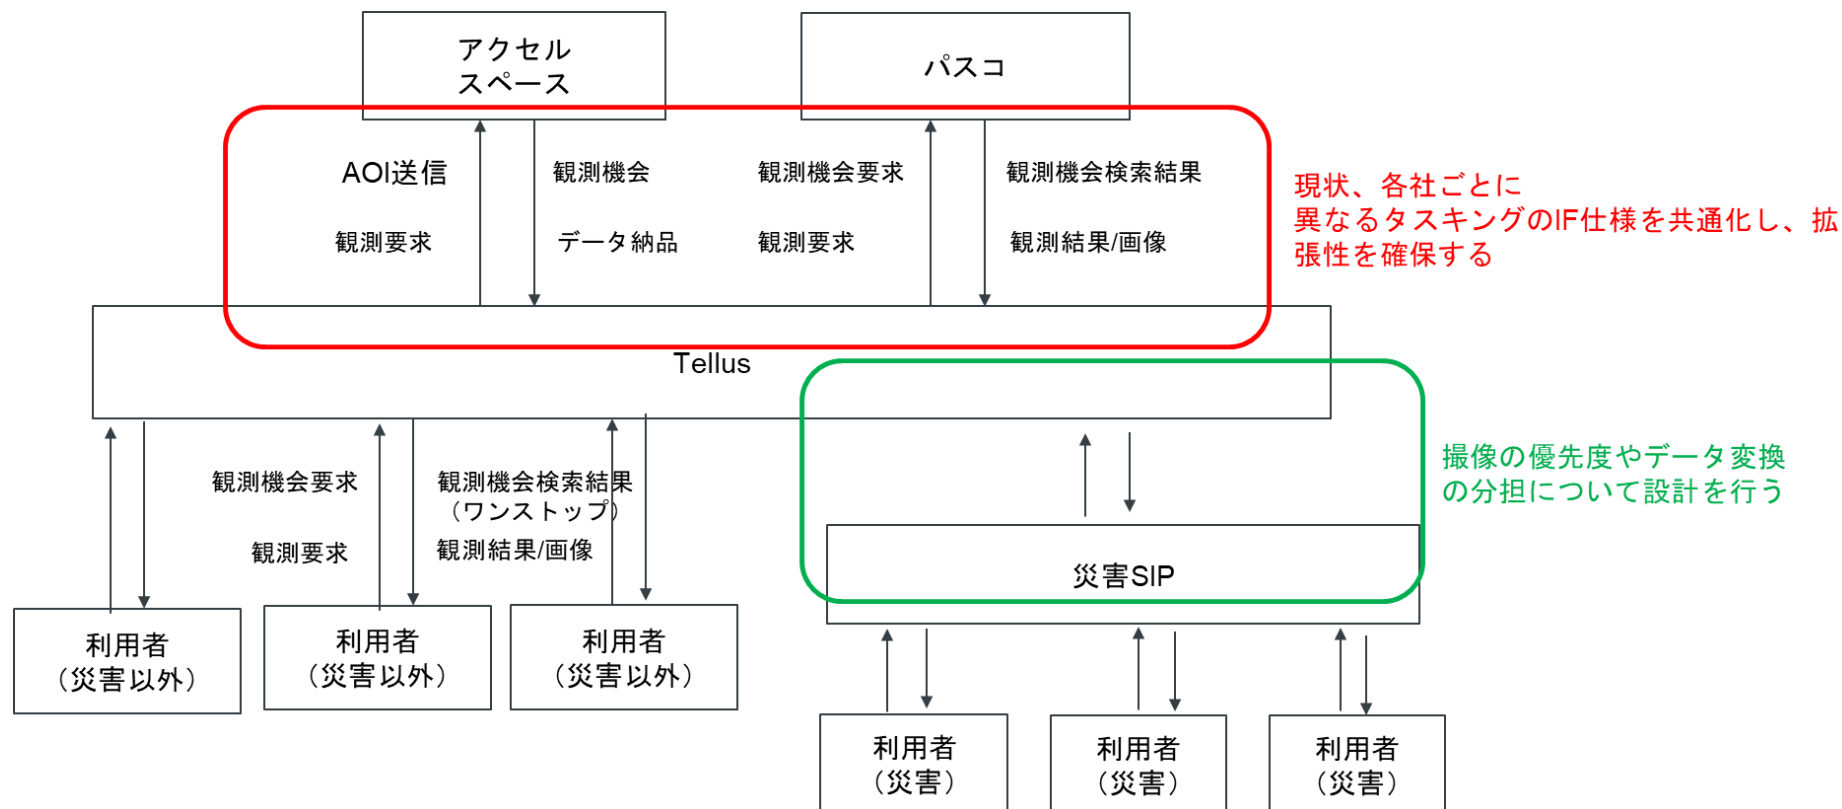 アクセル
スペース
パスコ
AOI送信
観測機会
観測機会要求
観測機会検索結果
観測要求
データ納品
観測要求
観測結果/画像
現状、各社ごとに
異なるタスキングのIF仕様を共通化し、拡
張性を確保する
Tellus
観測機会要求
観測機会検索結果
（ワンストップ）
観測要求
観測結果/画像
撮像の優先度やデータ変換
の分担について設計を行う
災害SIP
利用者
（災害以外）
利用者
（災害以外）
利用者
（災害以外）
利用者
（災害）
利用者
（災害）
利用者
（災害）